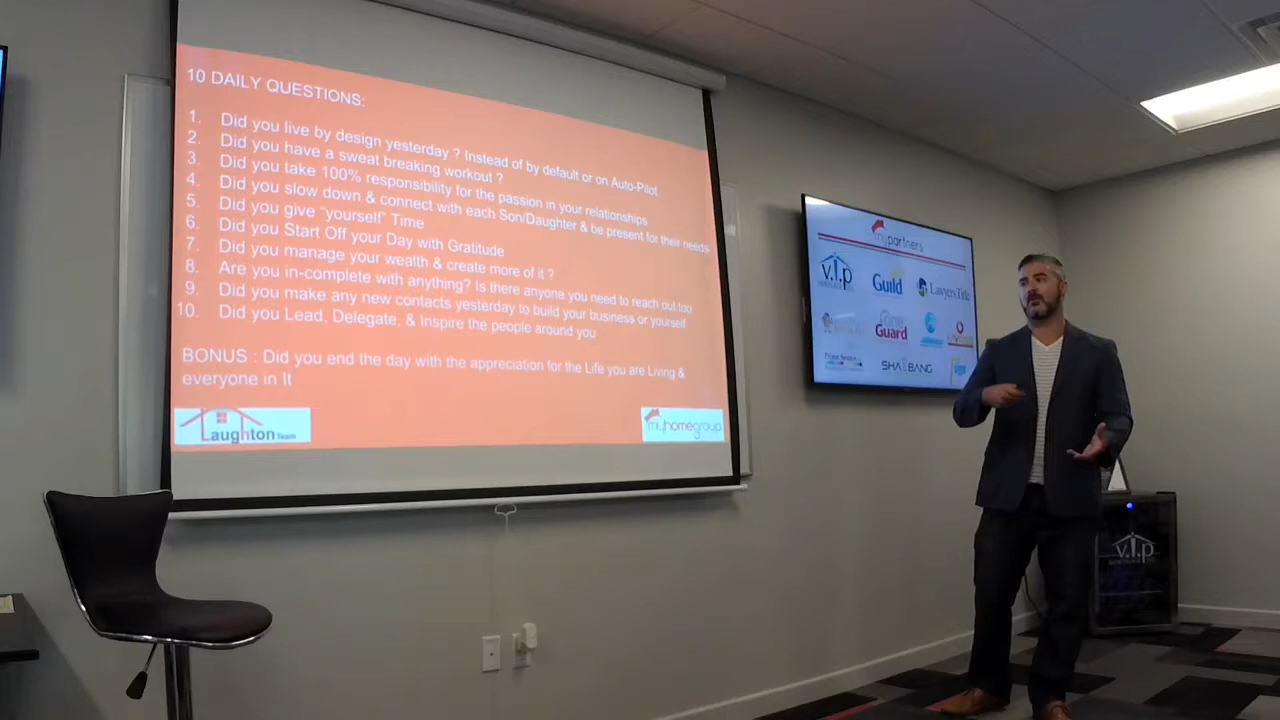 10 DAILY QUESTIONS:
1. Did you live by design yesterday ? Instead of by default or on Auto-Pilot
2. Did you have a sweat breaking workout ?
3. Did you take 100% responsibility for the passion in your relationships
4. Did you slow down & connect with each Son/Daughter & be present for their needs
5. Did you give “yourself” Time
6. Did you Start Off your Day with Gratitude
7. Did you manage your wealth & create more of it ?
8. Are you in-complete with anything? Is there anyone you need to reach out too
9. Did you make any new contacts yesterday to build your business or yourself
10. Did you Lead, Delegate, & Inspire the people around you
BONUS : Did you end the day with the appreciation for the Life you are Living &
everyone in It
Laughton Team
myhomegroup
mypartners
v.i.p
Guild
LawyersTitle
Guard
SHABANG
v.i.p